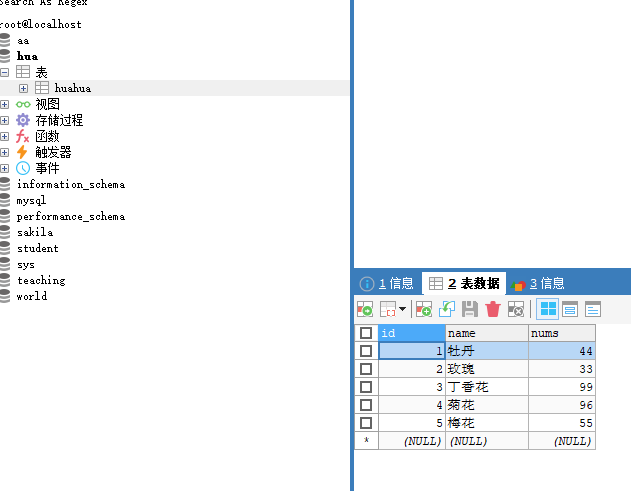 Search As Regex
root@localhost
aa
hua
表
huahua
视图
存储过程
函数
触发器
事件
information_schema
mysql
performance_schema
sakila
student
sys
teaching
world
1 信息 2 表数据 3 信息
id name nums
1 牡丹 44
2 玫瑰 33
3 丁香花 99
4 菊花 96
5 梅花 55
* (NULL) (NULL) (NULL)